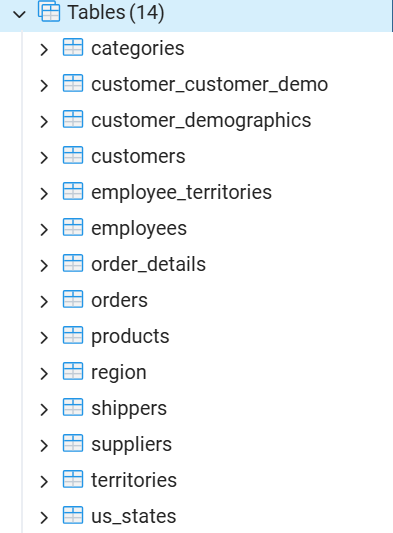 Tables (14)
categories
customer_customer_demo
customer_demographics
customers
employee_territories
employees
order_details
orders
products
region
shippers
suppliers
territories
us_states